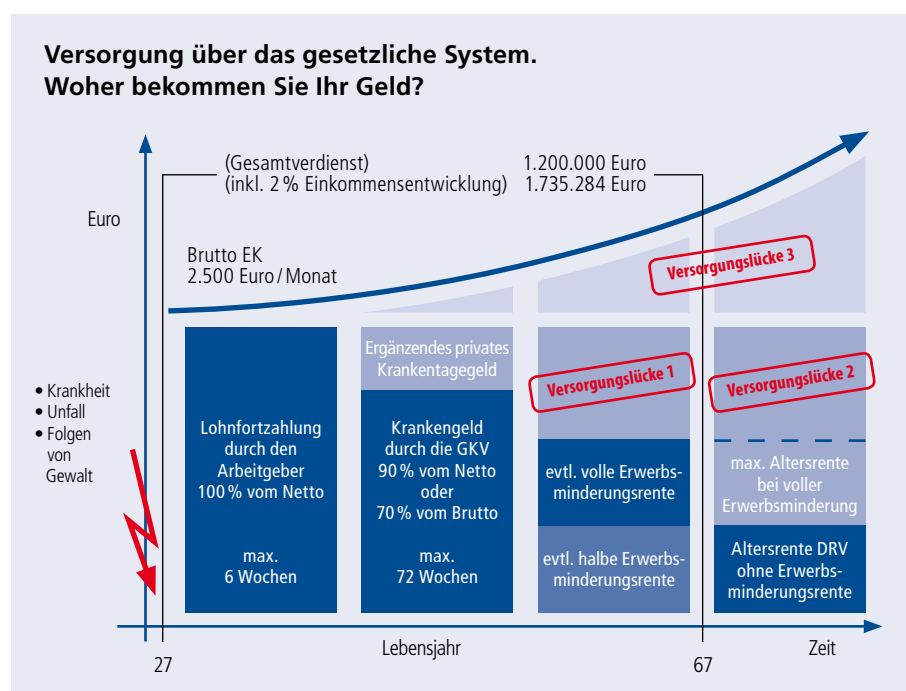 Versorgung über das gesetzliche System.
Woher bekommen Sie Ihr Geld?
(Gesamtverdienst) 1.200.000 Euro
(inkl. 2 % Einkommensentwicklung) 1.735.284 Euro
Euro
Brutto EK
2.500 Euro / Monat
Versorgungslücke 3
• Krankheit
• Unfall
• Folgen
von
Gewalt
Lohnfortzahlung
durch den
Arbeitgeber
100 % vom Netto
max.
6 Wochen
Ergänzendes privates
Krankentagegeld
Krankengeld
durch die GKV
90 % vom Netto
oder
70 % vom Brutto
max.
72 Wochen
Versorgungslücke 1
evtl. volle Erwerbs-
minderungsrente
evtl. halbe Erwerbs-
minderungsrente
Versorgungslücke 2
max. Altersrente
bei voller
Erwerbsminderung
Altersrente DRV
ohne Erwerbs-
minderungsrente
27
Lebensjahr
67
Zeit